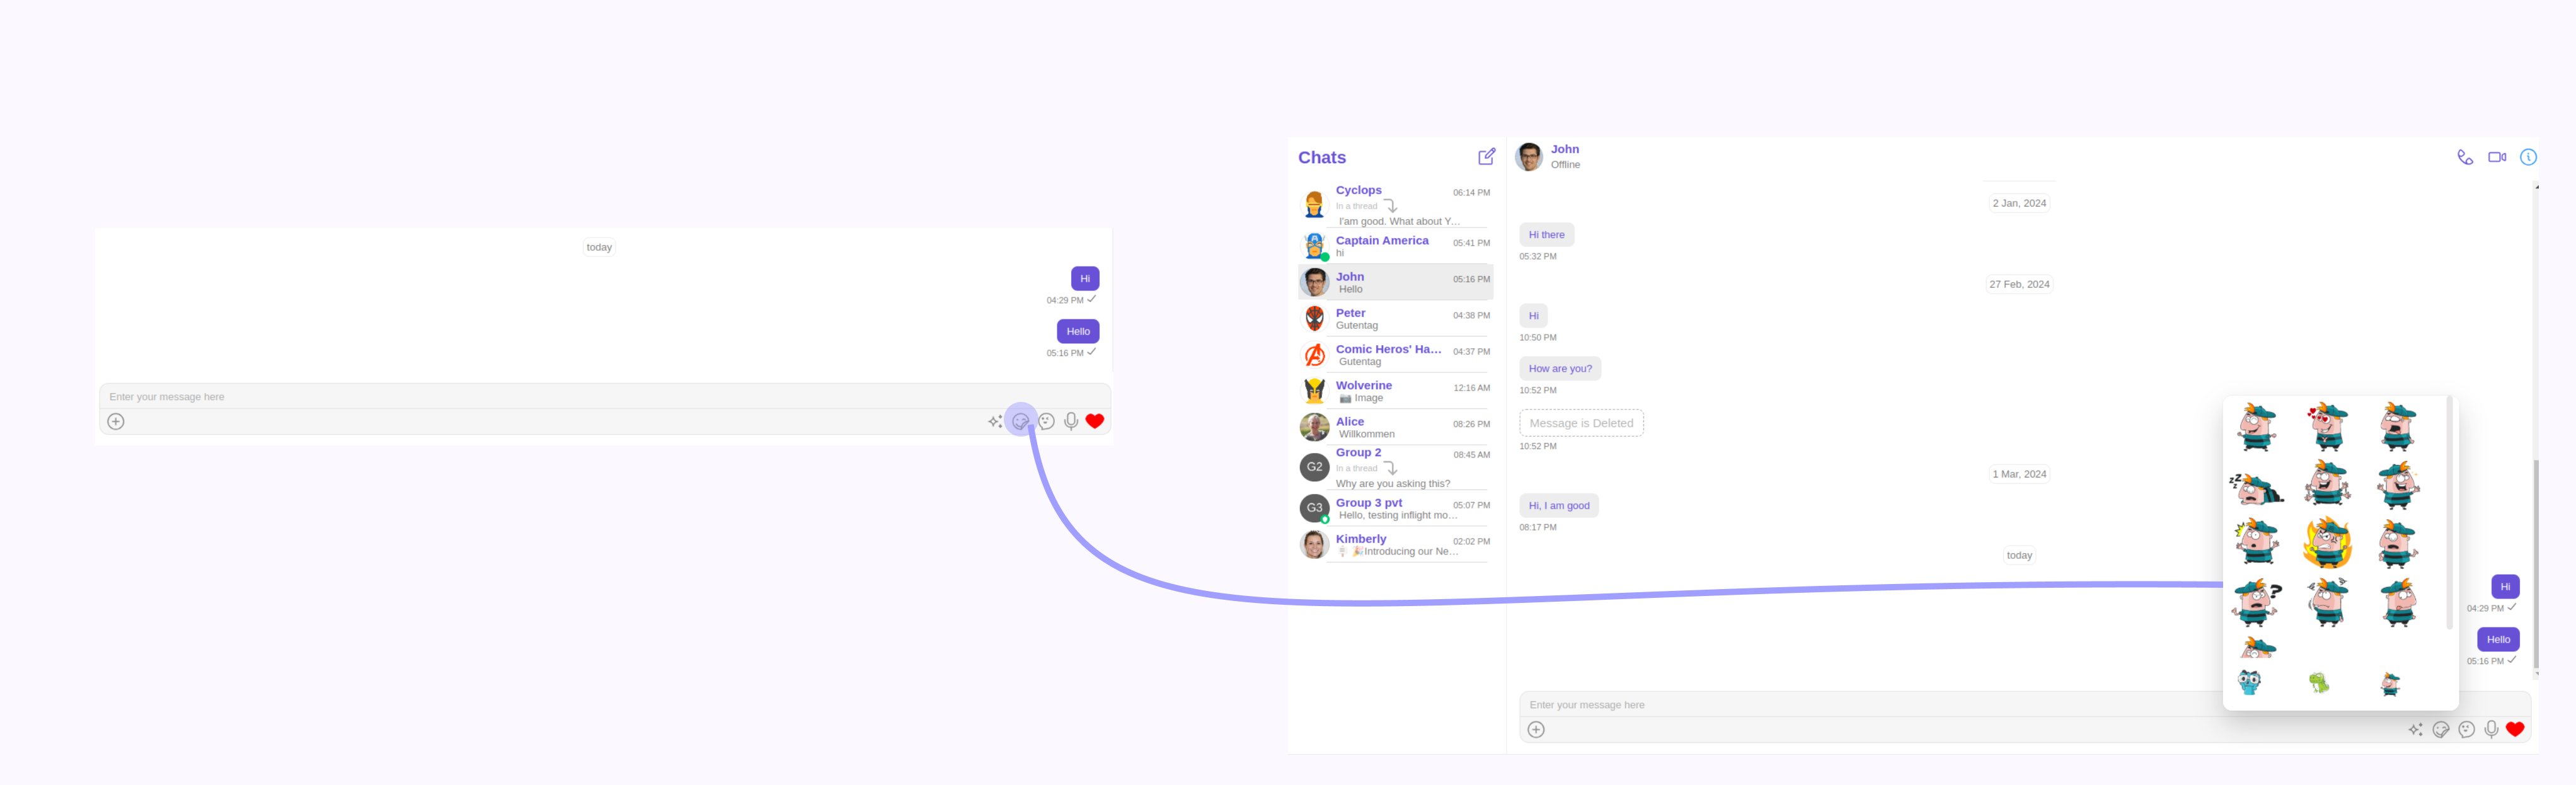 today
Hi
04:29 PM
Hello
05:16 PM
Enter your message here
Chats
Cyclops
06:14 PM
In a thread
I'am good. What about Y...
Captain America
05:41 PM
hi
John
05:16 PM
Hello
Peter
04:38 PM
Gutentag
Comic Heros' Ha...
04:37 PM
Gutentag
Wolverine
12:16 AM
Image
Alice
08:26 PM
Willkommen
G2
Group 2
08:45 AM
In a thread
Why are you asking this?
G3
Group 3 pvt
05:07 PM
Hello, testing inflight mo...
Kimberly
02:02 PM
Introducing our Ne...
John
Offline
2 Jan, 2024
Hi there
05:32 PM
27 Feb, 2024
Hi
10:50 PM
How are you?
10:52 PM
Message is Deleted
10:52 PM
1 Mar, 2024
Hi, I am good
08:17 PM
today
Hi
04:29 PM
Hello
05:16 PM
zzZ
?
Enter your message here